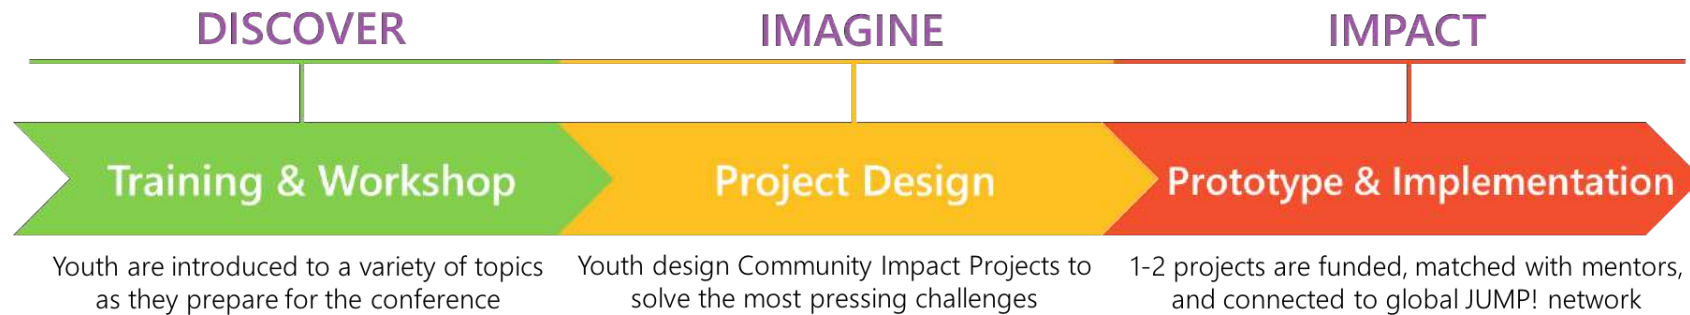 DISCOVER
IMAGINE
IMPACT
Training & Workshop
Project Design
Prototype & Implementation
Youth are introduced to a variety of topics
as they prepare for the conference
Youth design Community Impact Projects to
solve the most pressing challenges
1-2 projects are funded, matched with mentors,
and connected to global JUMP! network